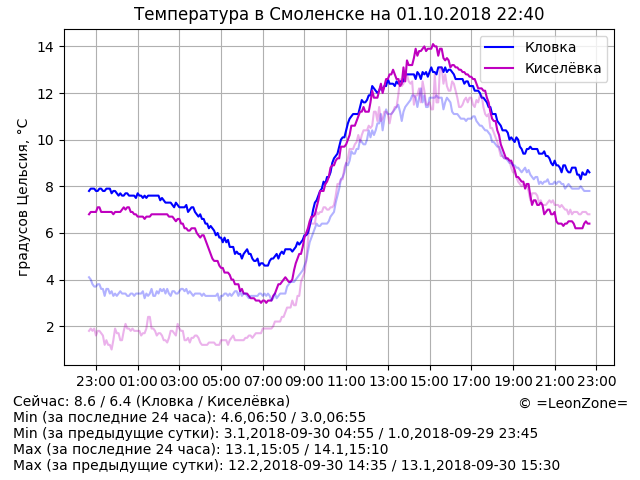 Температура в Смоленске на 01.10.2018 22:40
градусов Цельсия, °C
14
12
10
8
6
4
2
Кловка
Киселёвка
23:00 01:00 03:00 05:00 07:00 09:00 11:00 13:00 15:00 17:00 19:00 21:00 23:00
Сейчас: 8.6 / 6.4 (Кловка / Киселёвка)
© =LeonZone=
Min (за последние 24 часа): 4.6,06:50 / 3.0,06:55
Min (за предыдущие сутки): 3.1,2018-09-30 04:55 / 1.0,2018-09-29 23:45
Max (за последние 24 часа): 13.1,15:05 / 14.1,15:10
Max (за предыдущие сутки): 12.2,2018-09-30 14:35 / 13.1,2018-09-30 15:30